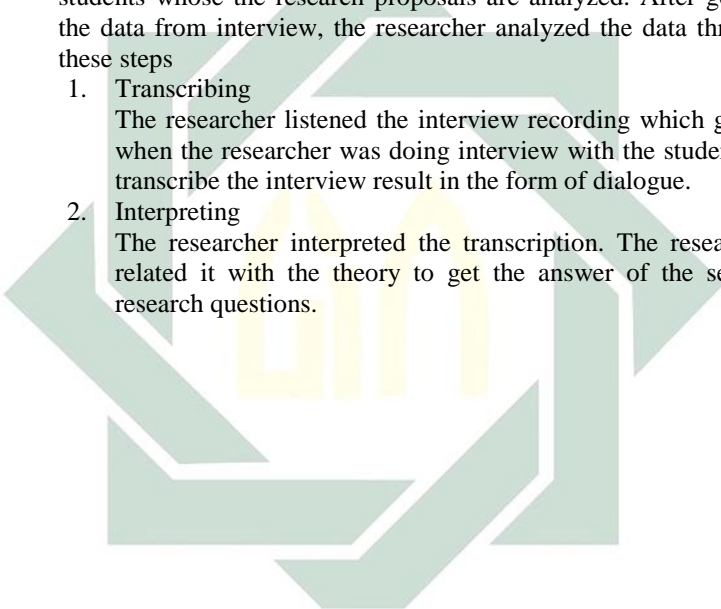 students whose the research proposals are analyzed. After g
the data from interview, the researcher analyzed the data thr
these steps
1. Transcribing
The researcher listened the interview recording which g
when the researcher was doing interview with the studen
transcribe the interview result in the form of dialogue.
2. Interpreting
The researcher interpreted the transcription. The resea
related it with the theory to get the answer of the se
research questions.